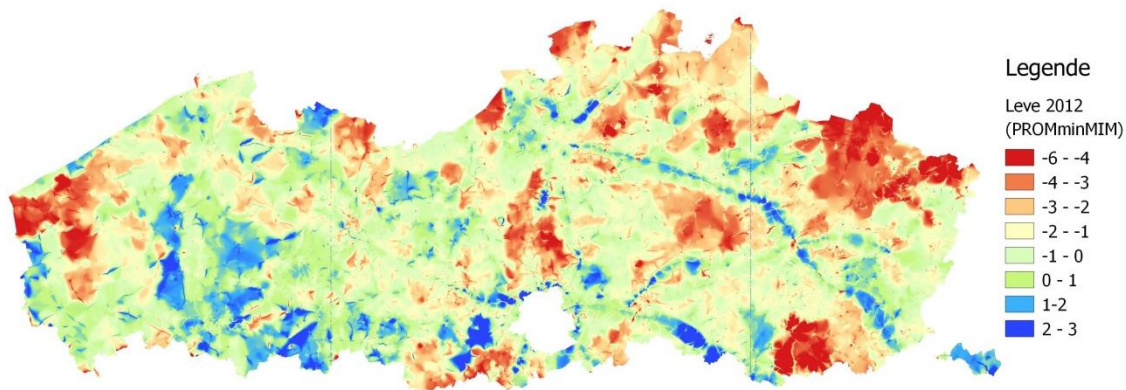 Legende
Leve 2012
(PROMminMIM)
-6 - -4
-4 - -3
-3 - -2
-2 - -1
-1 - 0
0 - 1
1-2
2 - 3